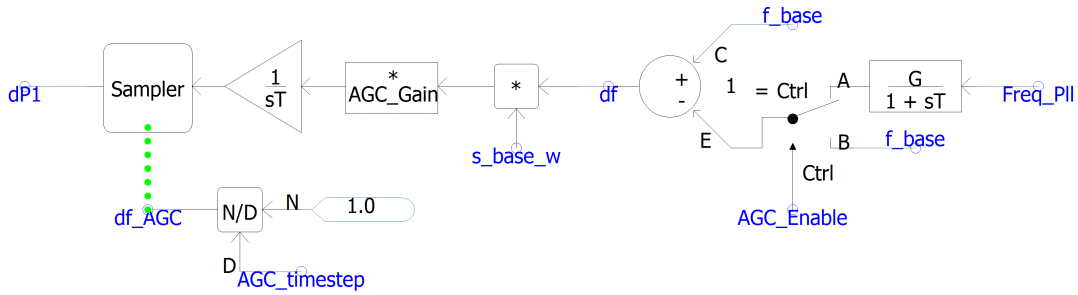 f_base
C
+
-
df
E
1 = Ctrl
A
G
1 + sT
Freq_Pll
B
f_base
Ctrl
AGC_Enable
*
s_base_w
*
AGC_Gain
1
sT
Sampler
dP1
df_AGC
N/D
N
1.0
D
AGC_timestep